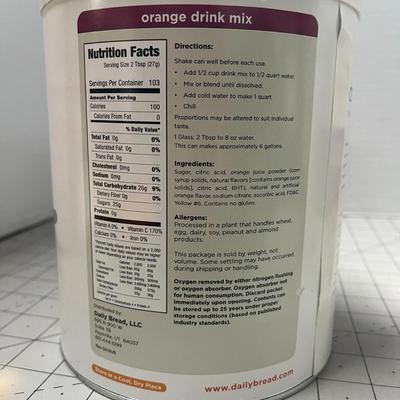 orange drink mix
Nutrition Facts
Serving Size 2 Tbsp (27g)
Servings Per Container 103
Amount Per Serving
Calories 100
Calories From Fat 0
% Daily Value*
Total Fat 0g 0%
Saturated Fat 0g 0%
Trans Fat 0g
Cholesterol 0mg 0%
Sodium 0mg 0%
Total Carbohydrate 26g 9%
Dietary Fiber 0g 0%
Sugars 25g
Protein 0g
Vitamin A 0% • Vitamin C 170%
Calcium 0% • Iron 0%
Directions:
Shake can well before each use.
• Add 1/2 cup drink mix to 1/2 quart water.
• Mix or blend until dissolved.
• Add cold water to make 1 quart
• Chill
Proportions may be altered to suit individual
taste.
1 Glass: 2 Tbsp to 8 oz water.
This can makes approximately 6 gallons.
Ingredients:
Sugar, citric acid, orange juice powder (corn
syrup solids, natural flavors [contains orange juice
solids], citric acid, BHT), natural and artificial
orange flavor, sodium citrate, ascorbic acid, FD&C
Yellow #6. Contains no gluten.
Allergens:
Processed in a plant that handles wheat,
egg, dairy, soy, peanut and almond
products.
This package is sold by weight, not
volume. Some settling may have occurred
during shipping or handling.
Oxygen removed by either nitrogen flushing
or oxygen absorber. Oxygen absorber not
for human consumption. Discard packet
immediately upon opening. Contents can
be stored up to 25 years under proper
storage conditions (based on published
industry standards).
Distributed by:
Daily Bread, LLC
Kaysville, UT 84037
Store in a Cool, Dry Place
www.dailybread.com